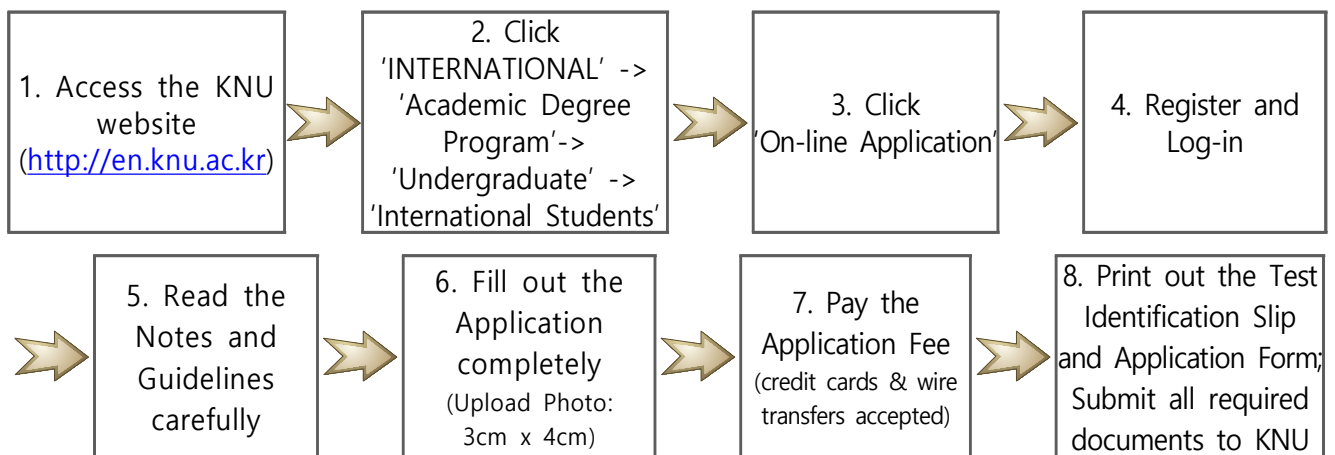 1. Access the KNU
website
(http://en.knu.ac.kr)
2. Click
'INTERNATIONAL' ->
'Academic Degree
Program'->
'Undergraduate' ->
'International Students'
3. Click
'On-line Application'
4. Register and
Log-in
5. Read the
Notes and
Guidelines
carefully
6. Fill out the
Application
completely
(Upload Photo:
3cm x 4cm)
7. Pay the
Application Fee
(credit cards & wire
transfers accepted)
8. Print out the Test
Identification Slip
and Application Form;
Submit all required
documents to KNU